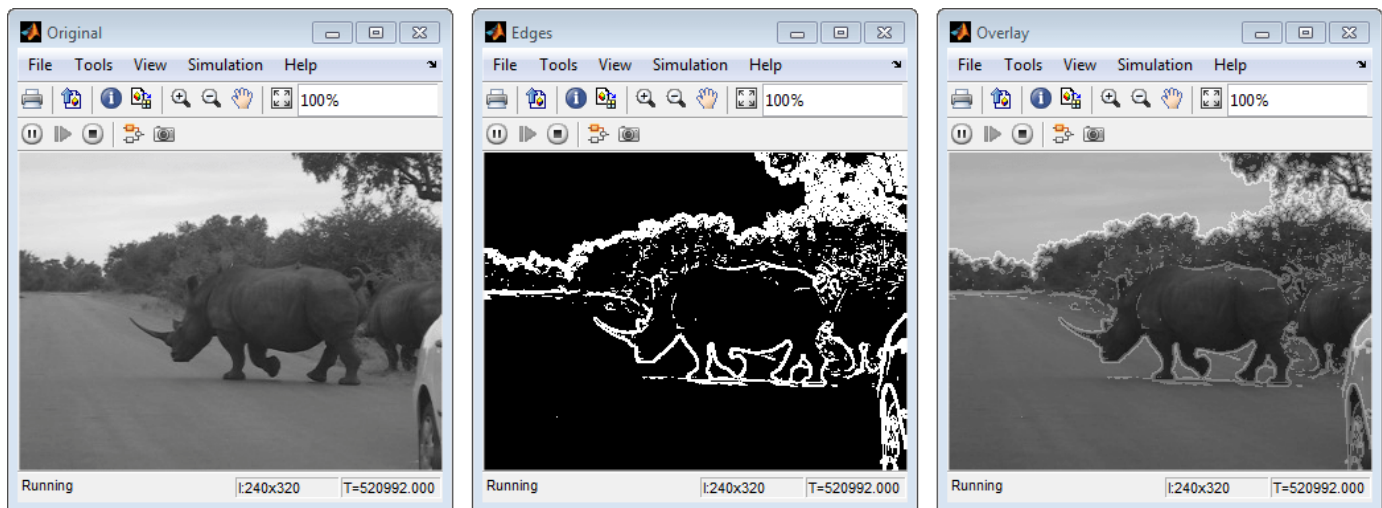 Original
File Tools View Simulation Help
100%
Running I:240x320 T=520992.000
Edges
File Tools View Simulation Help
100%
Running I:240x320 T=520992.000
Overlay
File Tools View Simulation Help
100%
Running I:240x320 T=520992.000